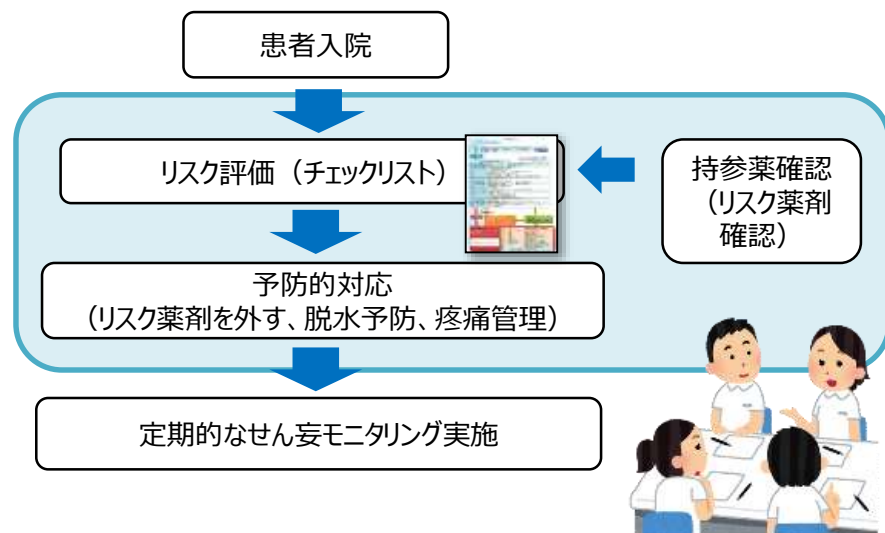 患者入院
リスク評価（チェックリスト）
持参薬確認
（リスク薬剤
確認）
予防的対応
（リスク薬剤を外す、脱水予防、疼痛管理）
定期的なせん妄モニタリング実施